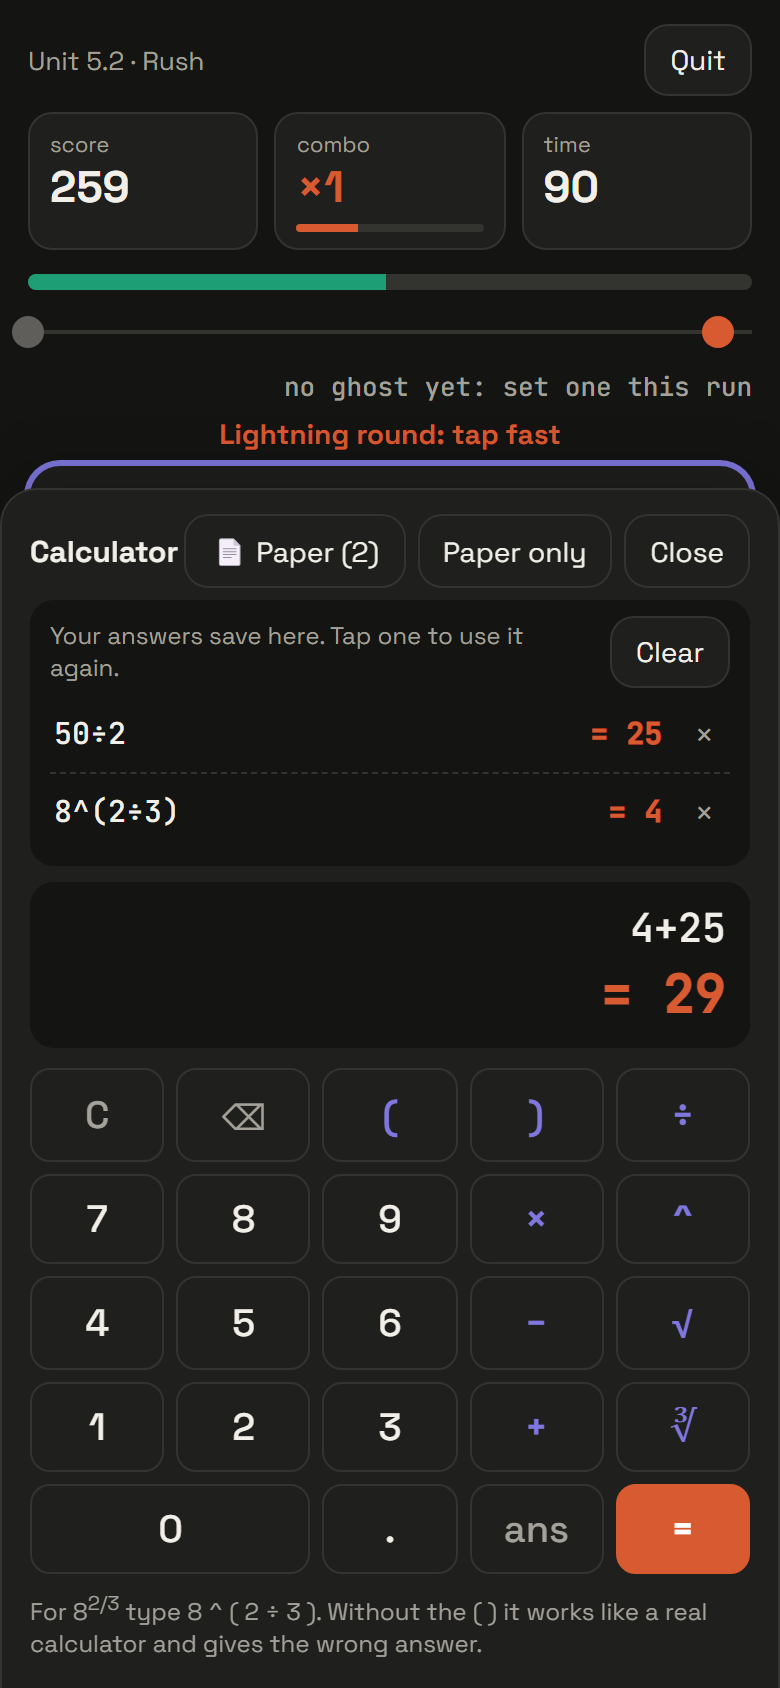 Unit 5.2 · Rush
Quit
score
259
combo
×1
time
90
no ghost yet: set one this run
Lightning round: tap fast
Calculator
📄 Paper (2)
Paper only
Close
Your answers save here. Tap one to use it
again.
Clear
50÷2 = 25 ×
8^(2÷3) = 4 ×
4+25
= 29
C ⌫ ( ) ÷
7 8 9 × ^
4 5 6 − √
1 2 3 + ∛
0 . ans =
For 8^2/3 type 8 ^ ( 2 ÷ 3 ). Without the ( ) it works like a real
calculator and gives the wrong answer.